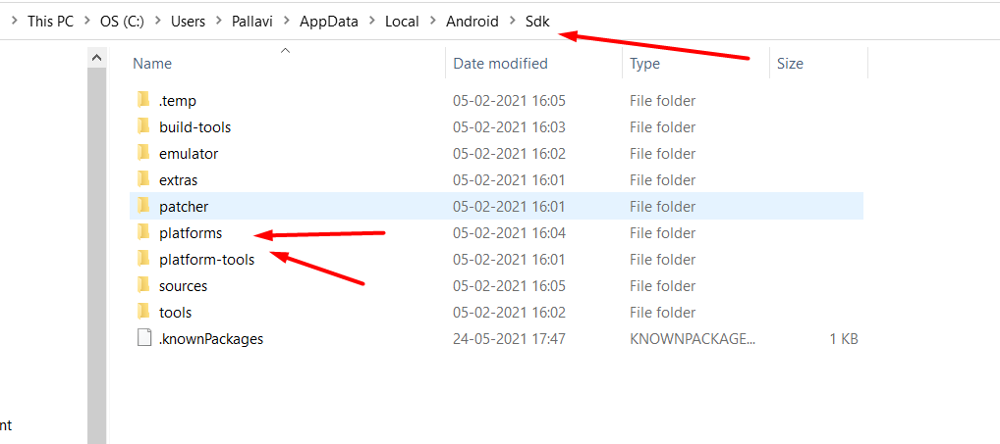 This PC > OS (C:) > Users > Pallavi > AppData > Local > Android > Sdk
Name Date modified Type Size
.temp 05-02-2021 16:05 File folder
build-tools 05-02-2021 16:03 File folder
emulator 05-02-2021 16:02 File folder
extras 05-02-2021 16:01 File folder
patcher 05-02-2021 16:01 File folder
platforms 05-02-2021 16:04 File folder
platform-tools 05-02-2021 16:01 File folder
sources 05-02-2021 16:05 File folder
tools 05-02-2021 16:02 File folder
.knownPackages 24-05-2021 17:47 KNOWNPACKAGE... 1 KB
nt